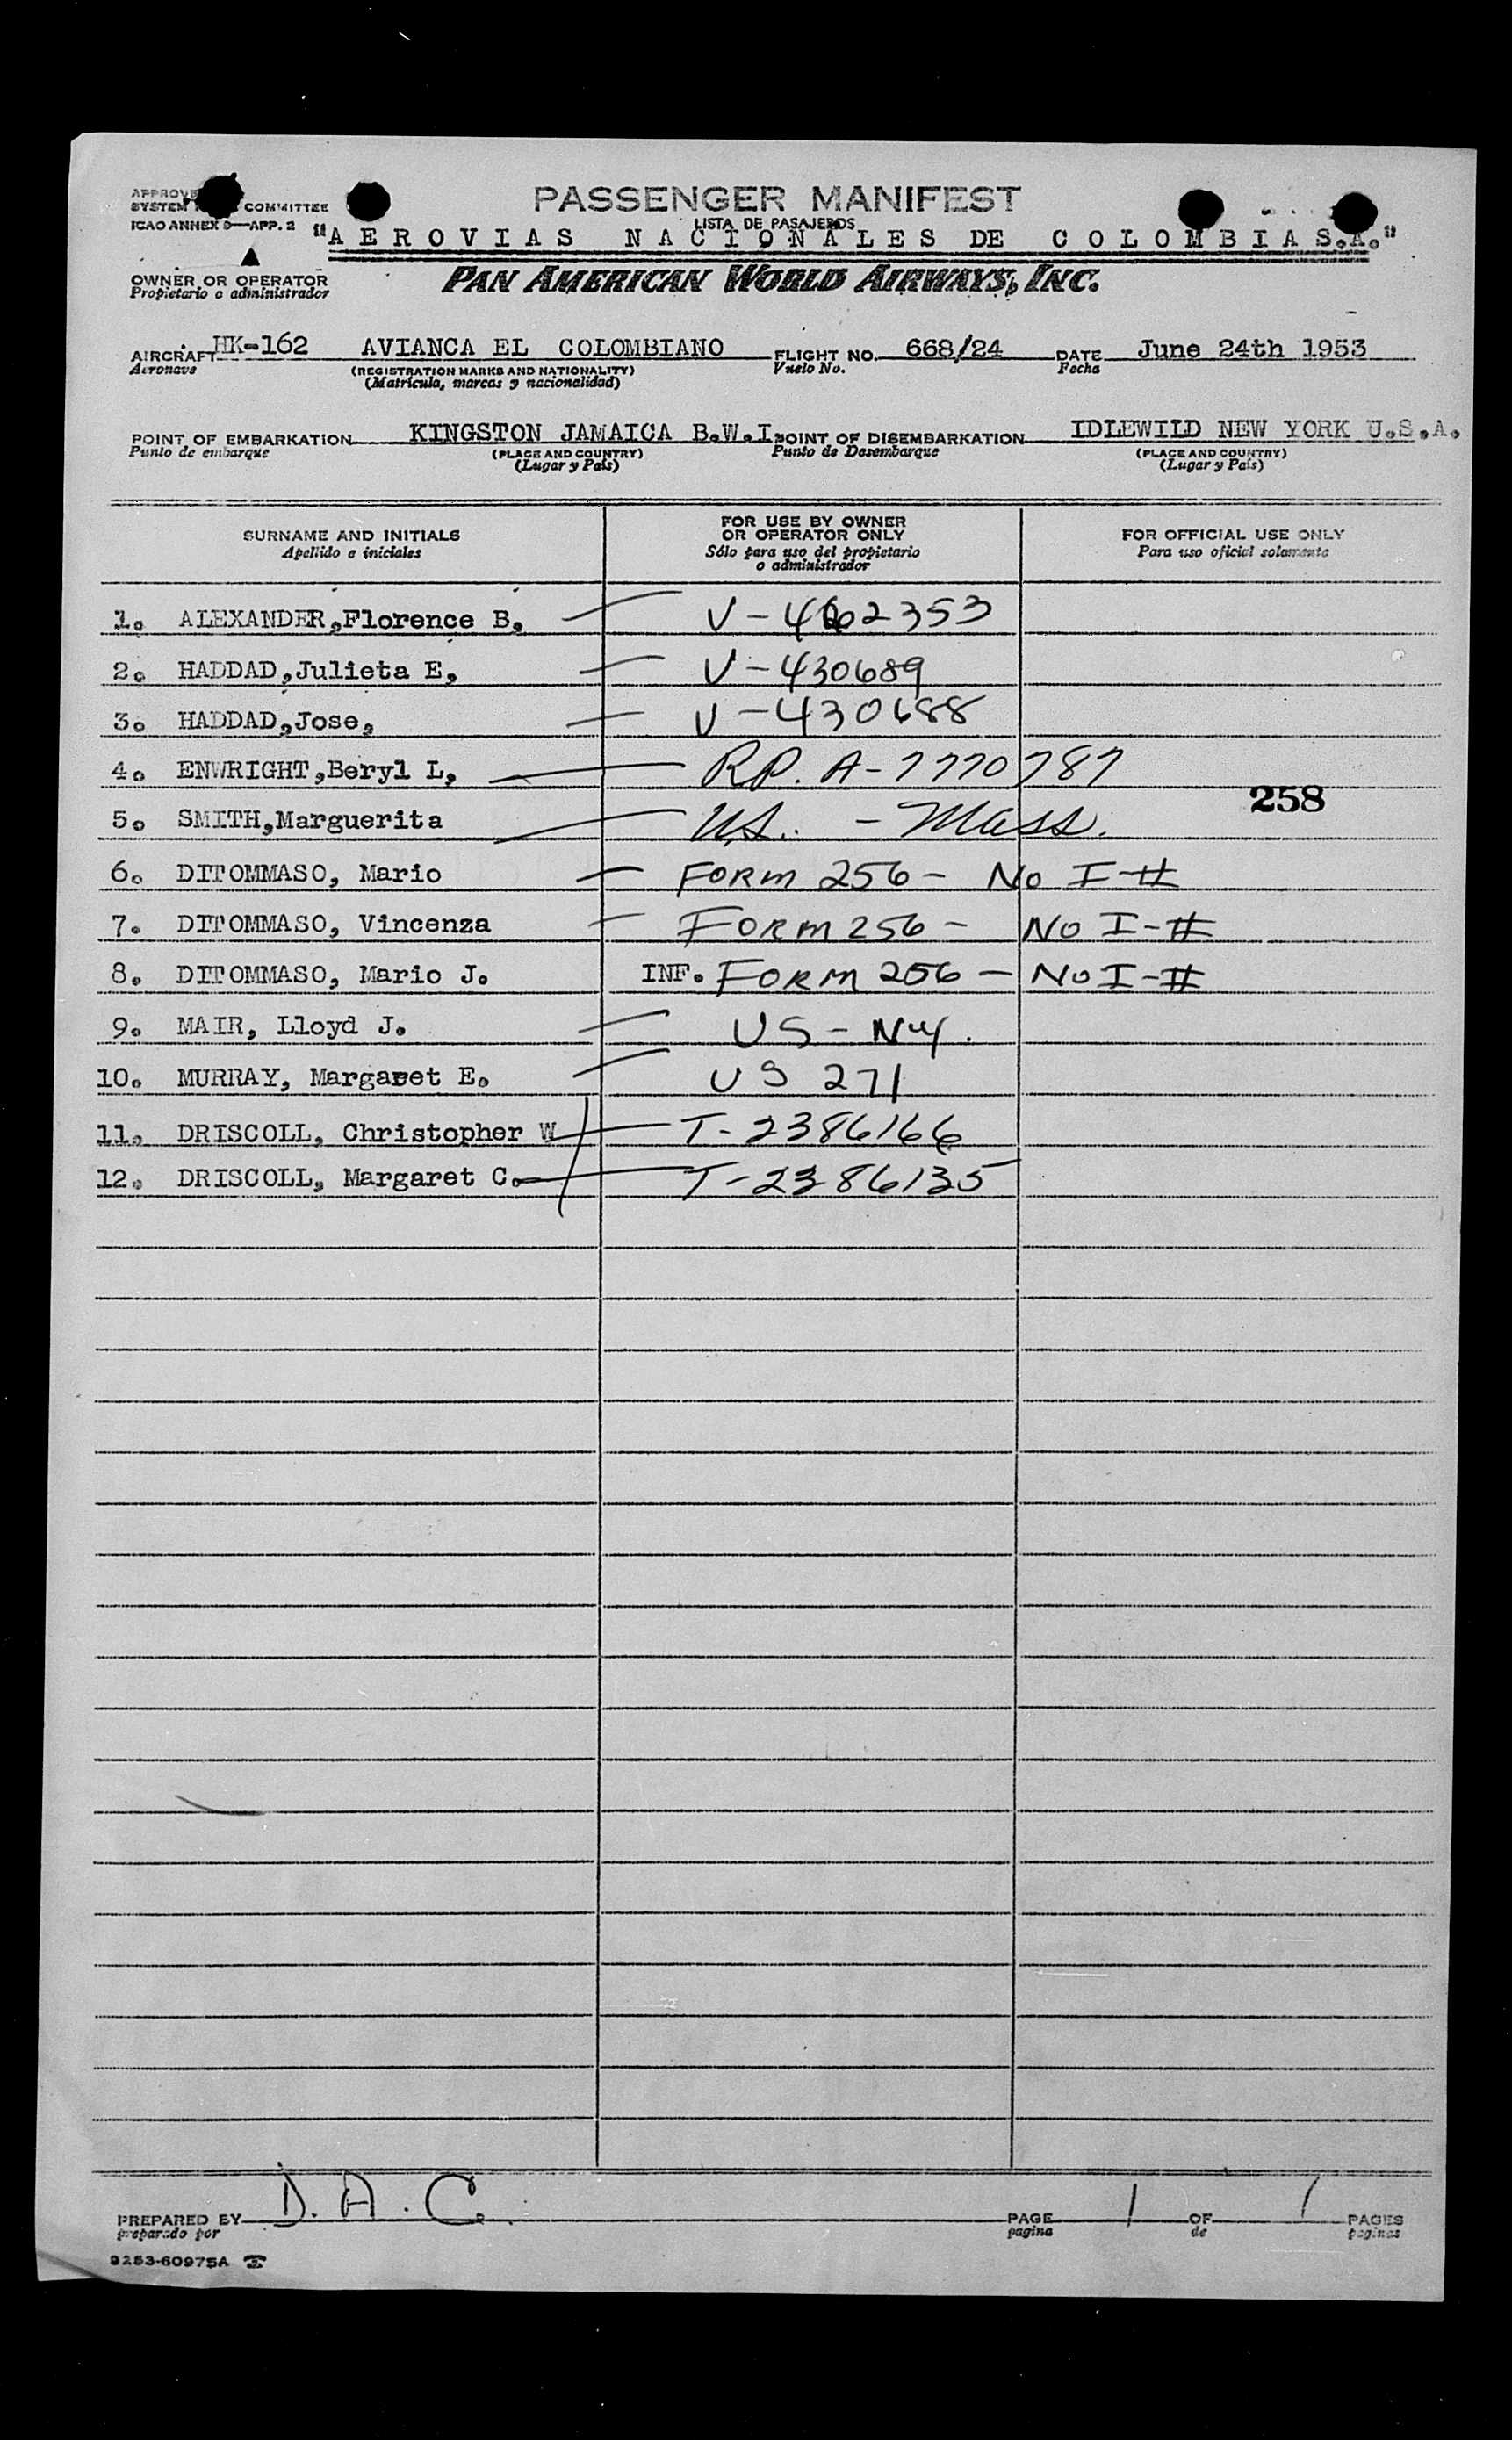 PASSENGER MANIFEST
SYSTEM COMMITTEE
LISTA DE PASAJEROS
ICAO ANNEX 9—APP. 2
"AEROVIAS NACIONALES DE COLOMBIA S.A."
OWNER OR OPERATOR
Propietario o administrador
PAN AMERICAN WORLD AIRWAYS, INC.
AIRCRAFT HK-162 AVIANCA EL COLOMBIANO FLIGHT NO. 668/24 DATE June 24th 1953
Aeronave (REGISTRATION MARKS AND NATIONALITY) Vuelo No. Fecha
(Matrícula, marcas y nacionalidad)
POINT OF EMBARKATION KINGSTON JAMAICA B.W.I. POINT OF DISEMBARKATION IDLEWILD NEW YORK U.S.A.
Punto de embarque (PLACE AND COUNTRY) Punto de Desembarque (PLACE AND COUNTRY)
(Lugar y País) (Lugar y País)
SURNAME AND INITIALS
Apellido e iniciales
FOR USE BY OWNER
OR OPERATOR ONLY
Sólo para uso del propietario
o administrador
FOR OFFICIAL USE ONLY
Para uso oficial solamente
1. ALEXANDER,Florence B, V-4
2. HADDAD,Julieta E, V-430689
3. HADDAD,Jose, V-430688
4. ENWRIGHT,Beryl L, RP. A-7770787
258
5. SMITH,Marguerita US. - Mass.
6. DITOMMASO, Mario FORM 256- No I-#
7. DITOMMASO, Vincenza FORM 256- No I-#
8. DITOMMASO, Mario J. INF. FORM 256- No I-#
9. MAIR, Lloyd J. US-NY.
10. MURRAY, Margaret E. US 271
11. DRISCOLL, Christopher W T-2386166
12. DRISCOLL, Margaret C. T-2386135
PREPARED BY D.A.C. PAGE 1 OF 1 PAGES
preparado por pagina de paginas
9253-60975A